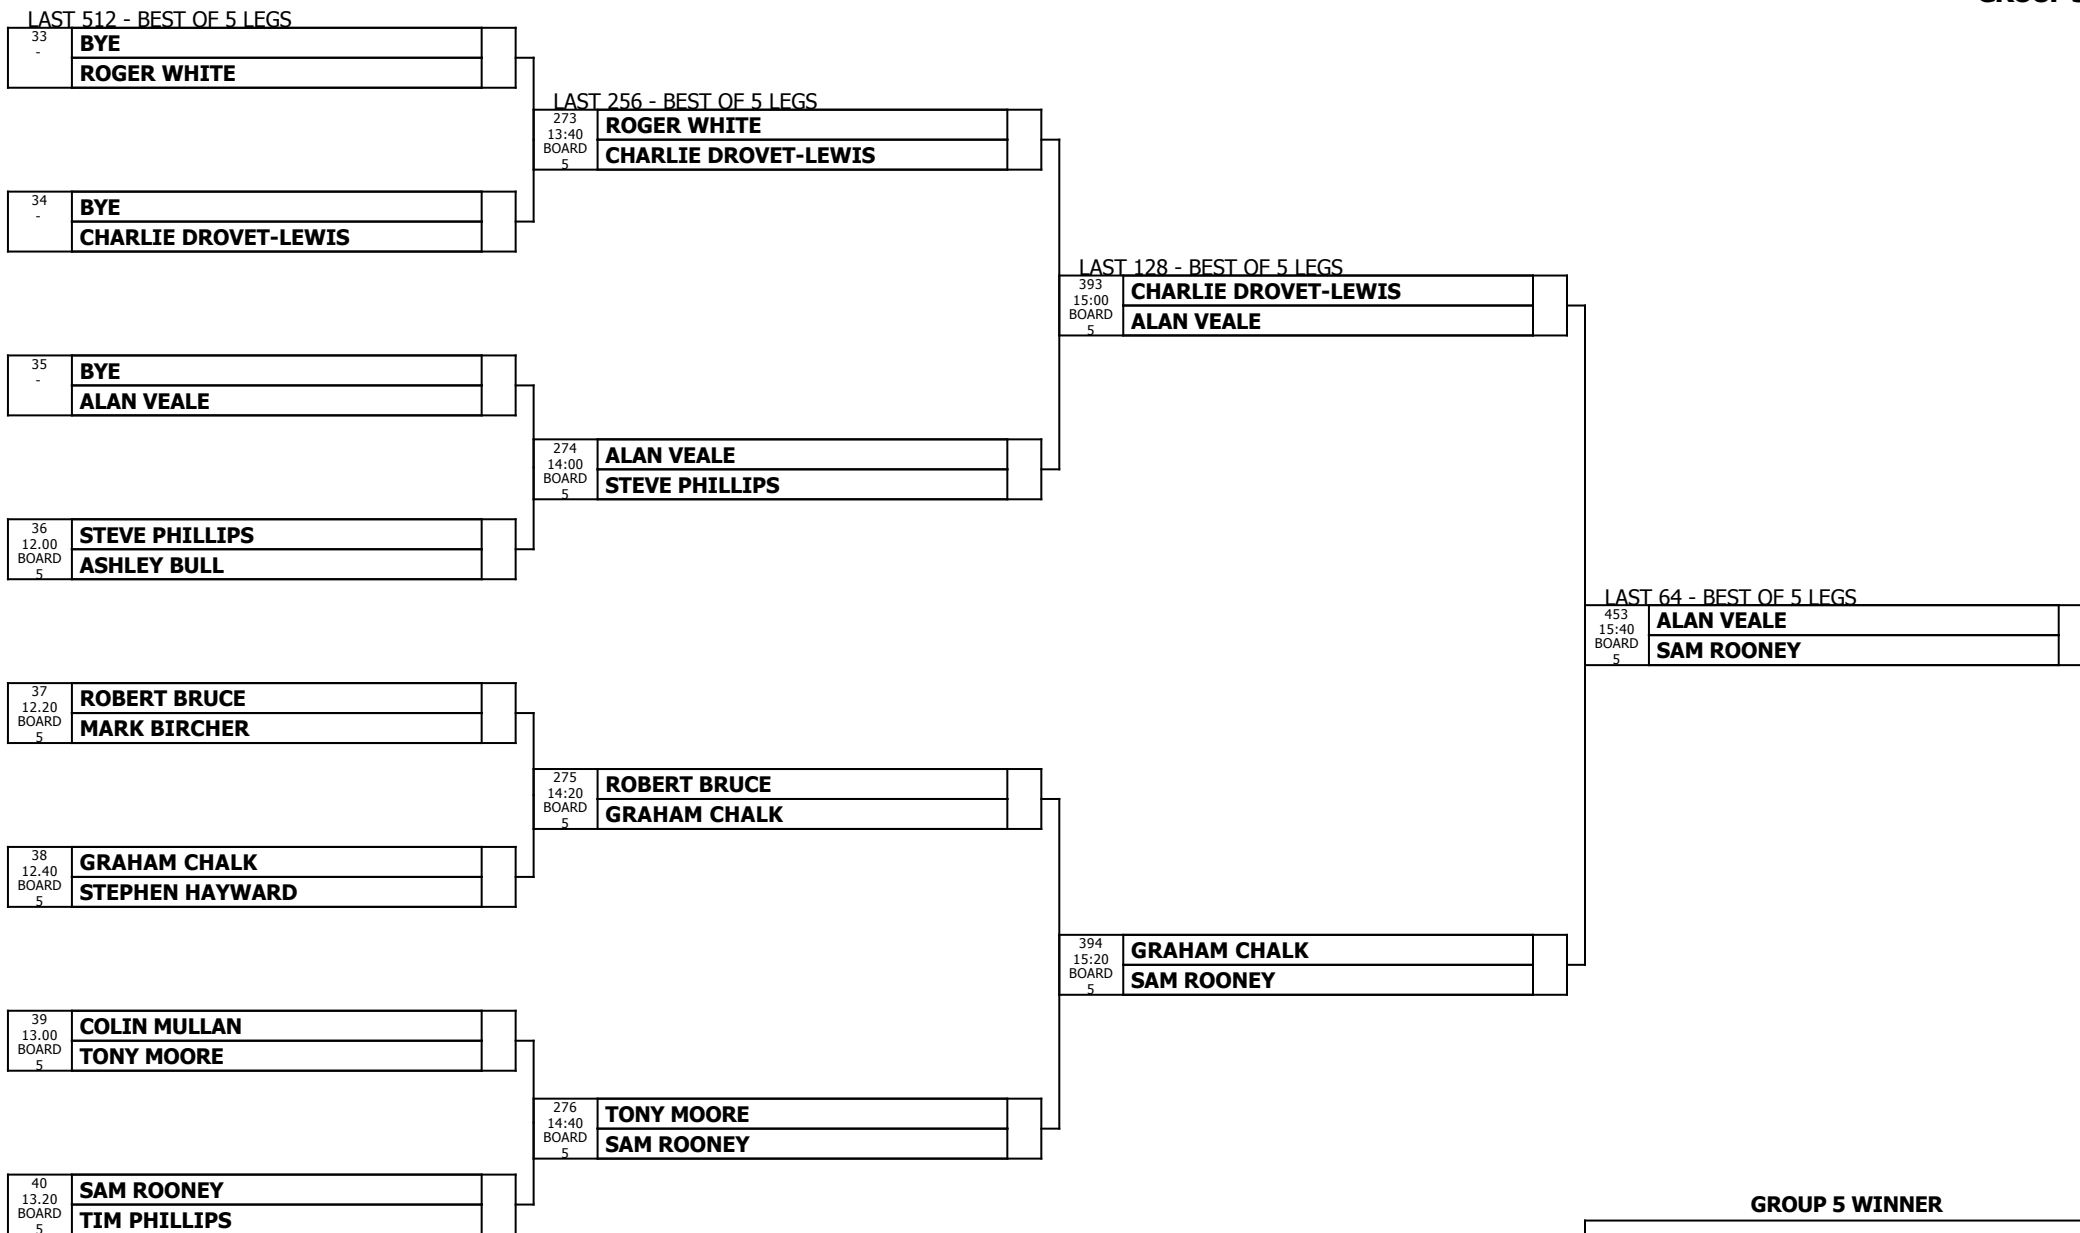 GROUP 5
LAST 512 - BEST OF 5 LEGS
33
-
BYE
ROGER WHITE
34
-
BYE
CHARLIE DROVET-LEWIS
35
-
BYE
ALAN VEALE
36
12.00
BOARD
5
STEVE PHILLIPS
ASHLEY BULL
37
12.20
BOARD
5
ROBERT BRUCE
MARK BIRCHER
38
12.40
BOARD
5
GRAHAM CHALK
STEPHEN HAYWARD
39
13.00
BOARD
5
COLIN MULLAN
TONY MOORE
40
13.20
BOARD
5
SAM ROONEY
TIM PHILLIPS
LAST 256 - BEST OF 5 LEGS
273
13:40
BOARD
5
ROGER WHITE
CHARLIE DROVET-LEWIS
274
14:00
BOARD
5
ALAN VEALE
STEVE PHILLIPS
275
14:20
BOARD
5
ROBERT BRUCE
GRAHAM CHALK
276
14:40
BOARD
5
TONY MOORE
SAM ROONEY
LAST 128 - BEST OF 5 LEGS
393
15:00
BOARD
5
CHARLIE DROVET-LEWIS
ALAN VEALE
394
15:20
BOARD
5
GRAHAM CHALK
SAM ROONEY
LAST 64 - BEST OF 5 LEGS
453
15:40
BOARD
5
ALAN VEALE
SAM ROONEY
GROUP 5 WINNER